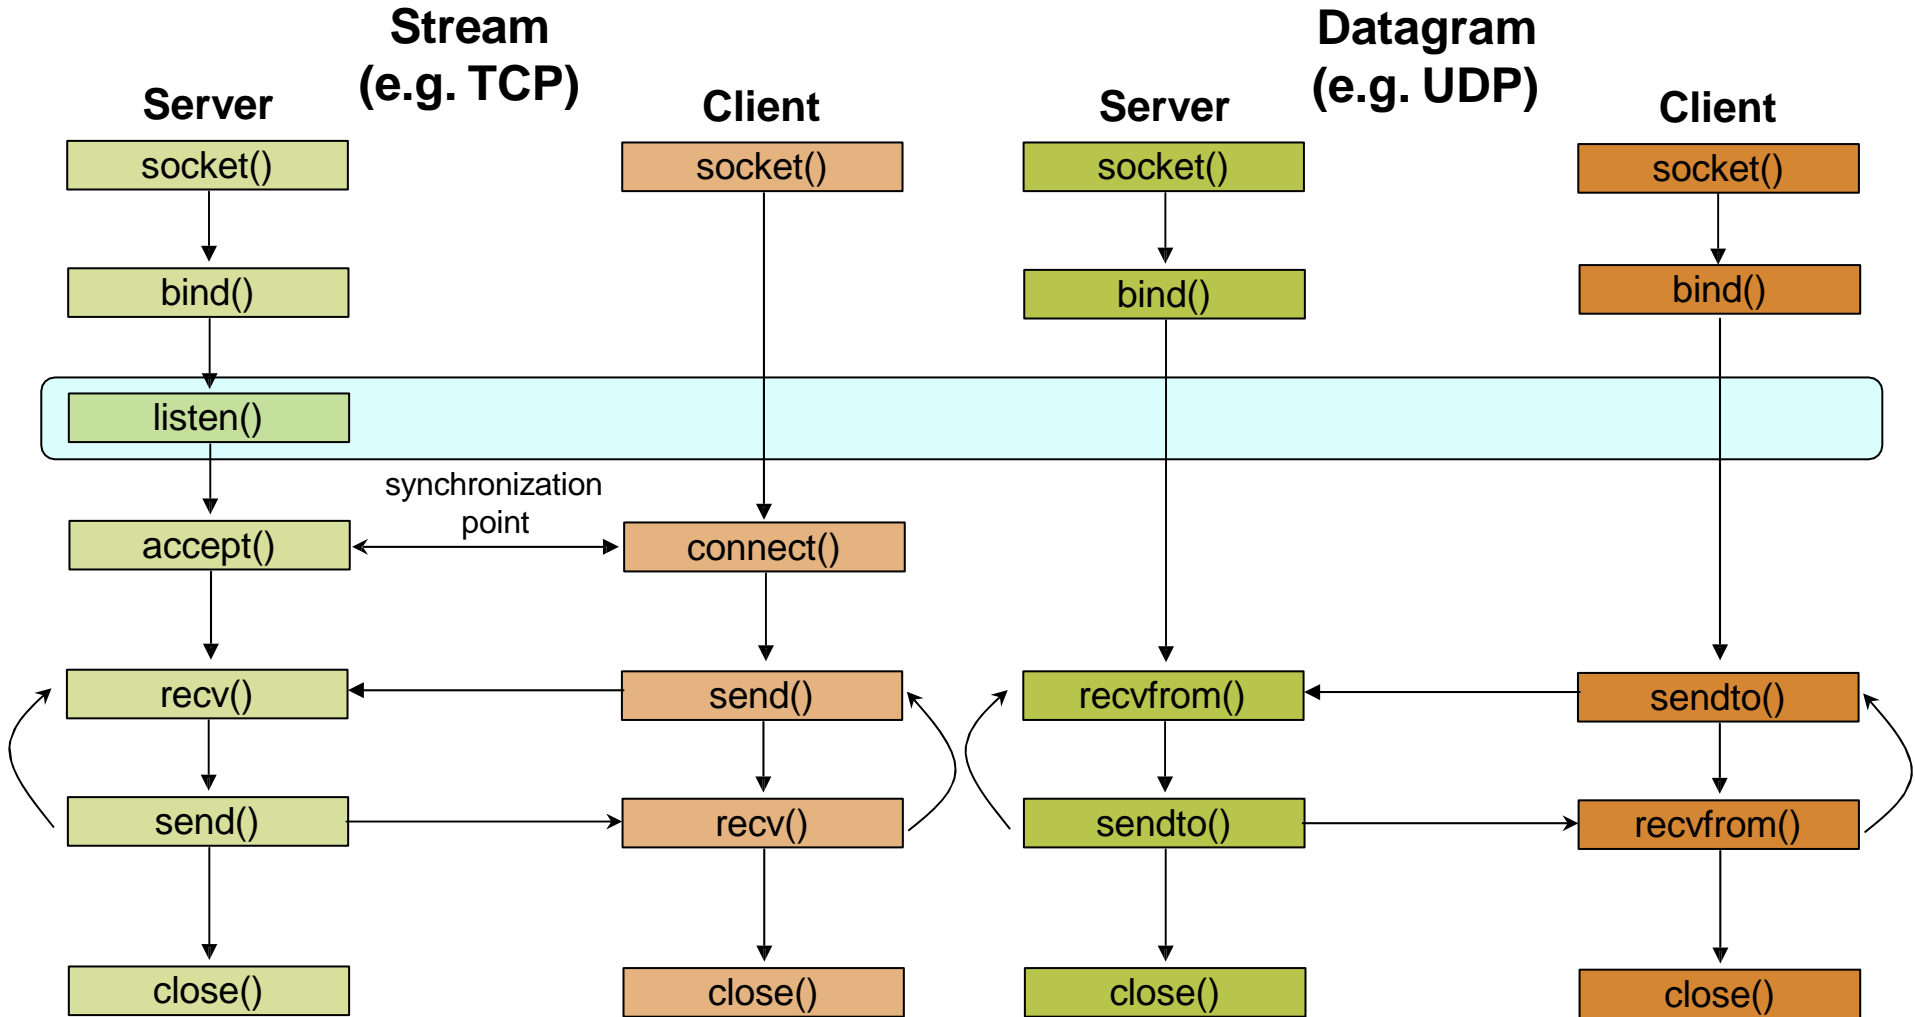 Stream
(e.g. TCP)
Datagram
(e.g. UDP)
Server
Client
Server
Client
socket()
socket()
socket()
socket()
bind()
bind()
bind()
listen()
synchronization
point
accept()
connect()
recv()
send()
recvfrom()
sendto()
send()
recv()
sendto()
recvfrom()
close()
close()
close()
close()